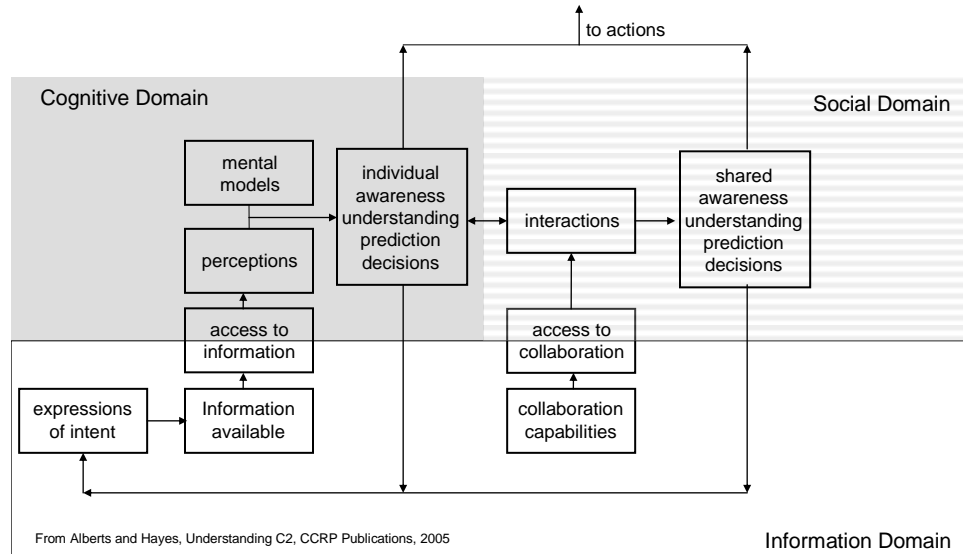 to actions
Cognitive Domain
Social Domain
mental
models
individual
awareness
understanding
prediction
decisions
shared
awareness
understanding
prediction
decisions
interactions
perceptions
access to
information
access to
collaboration
expressions
of intent
Information
available
collaboration
capabilities
From Alberts and Hayes, Understanding C2, CCRP Publications, 2005
Information Domain